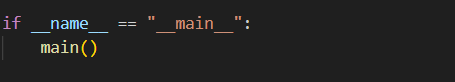 if __name__ == "__main__":
    main()